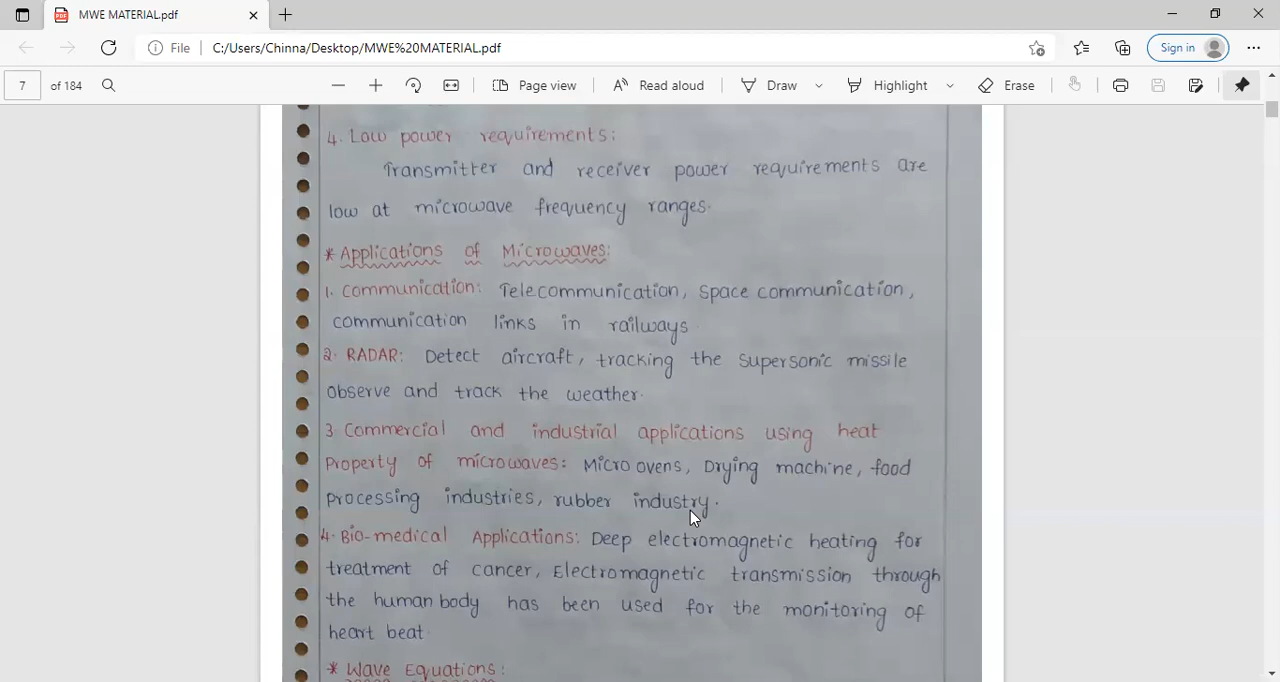 MWE MATERIAL.pdf
File
C:/Users/Chinna/Desktop/MWE%20MATERIAL.pdf
Sign in
7 of 184
Page view
Read aloud
Draw
Highlight
Erase
4. Low power requirements:
Transmitter and receiver power requirements are
low at microwave frequency ranges.
* Applications of Microwaves:
1. Communication: Telecommunication, Space communication,
communication links in railways.
2. RADAR: Detect aircraft, tracking the supersonic missile
observe and track the weather.
3 Commercial and industrial applications using heat
Property of microwaves: Micro ovens, Drying machine, food
processing industries, rubber industry.
4. Bio-medical Applications: Deep electromagnetic heating for
treatment of cancer, Electromagnetic transmission through
the human body has been used for the monitoring of
heart beat
* Wave Equations: